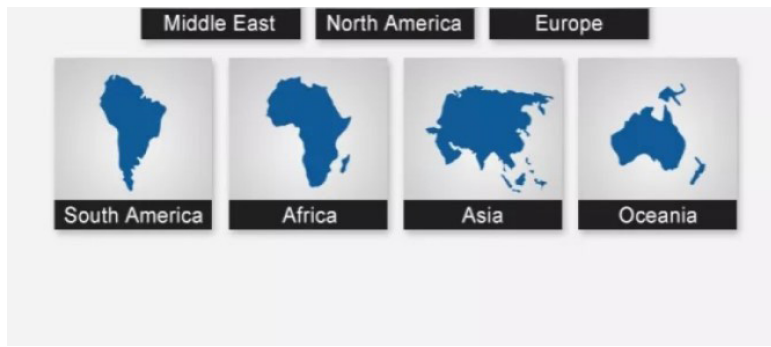 Middle East
North America
Europe
South America
Africa
Asia
Oceania